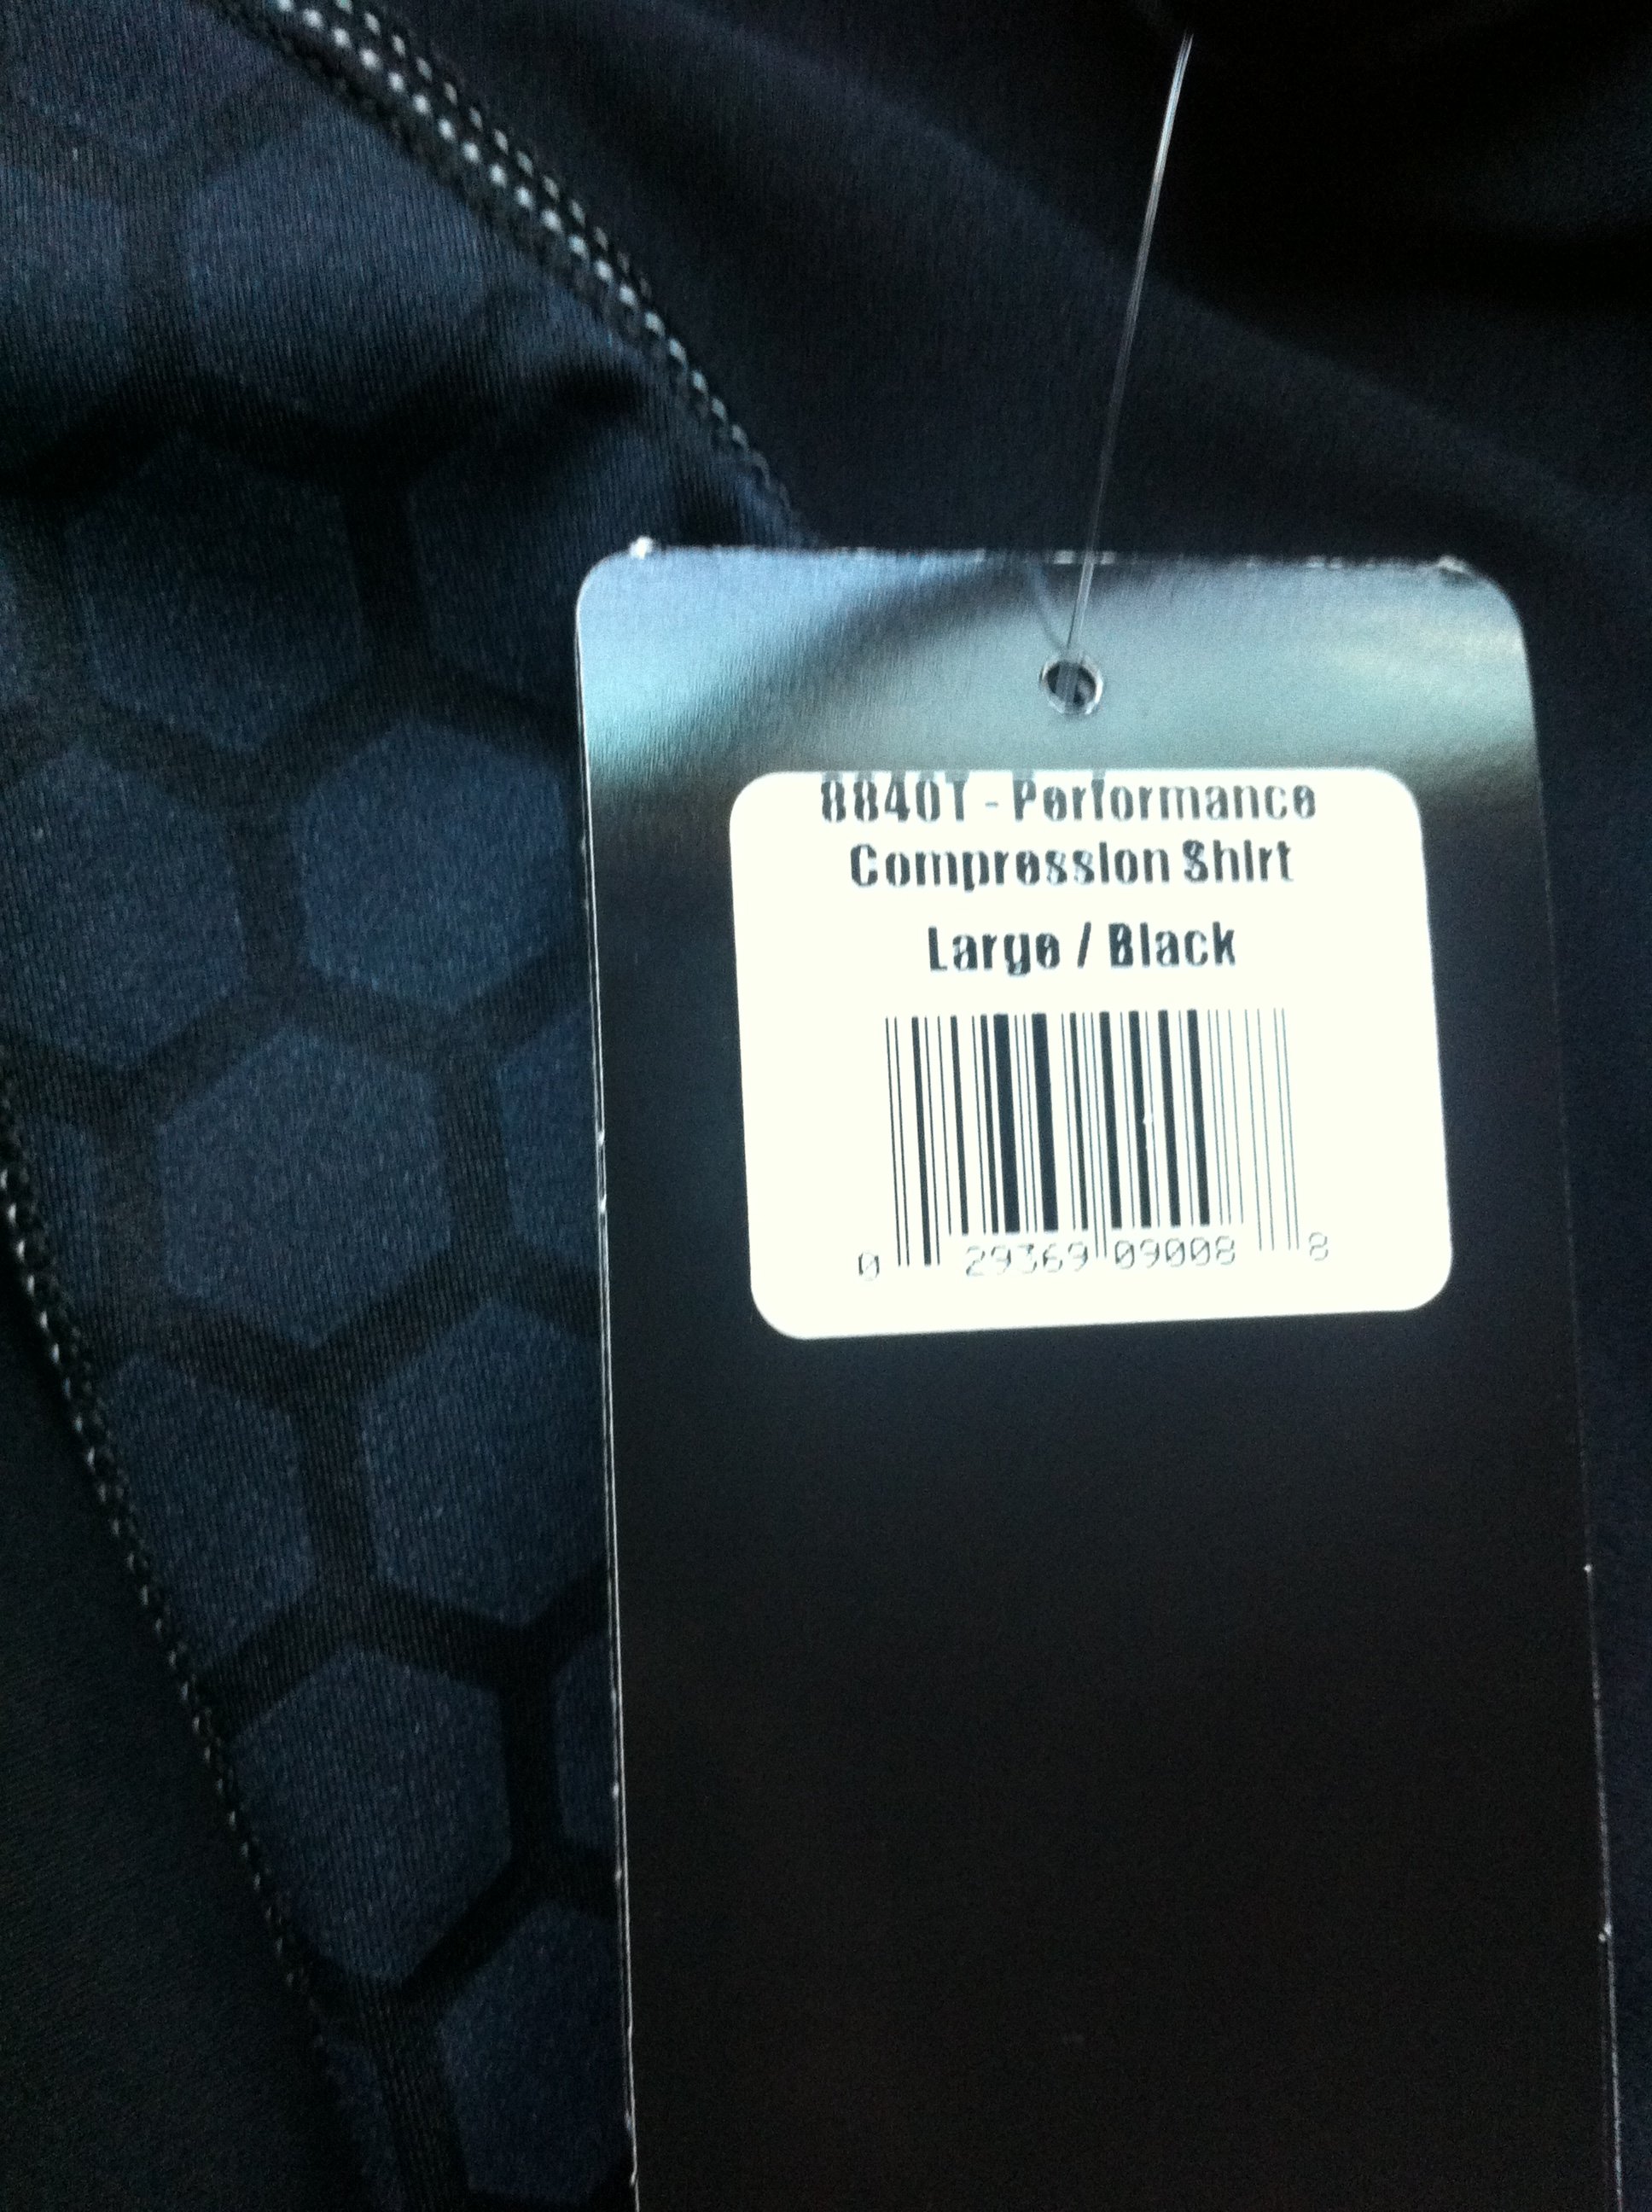 8840T - Performance
Compression Shirt
Large / Black
0 29369 09008 8